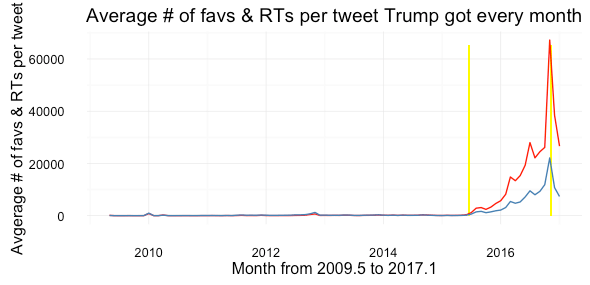 Average # of favs & RTs per tweet Trump got every month
Avgerage # of favs & RTs per tweet
60000
40000
20000
0
2010
2012
2014
2016
Month from 2009.5 to 2017.1